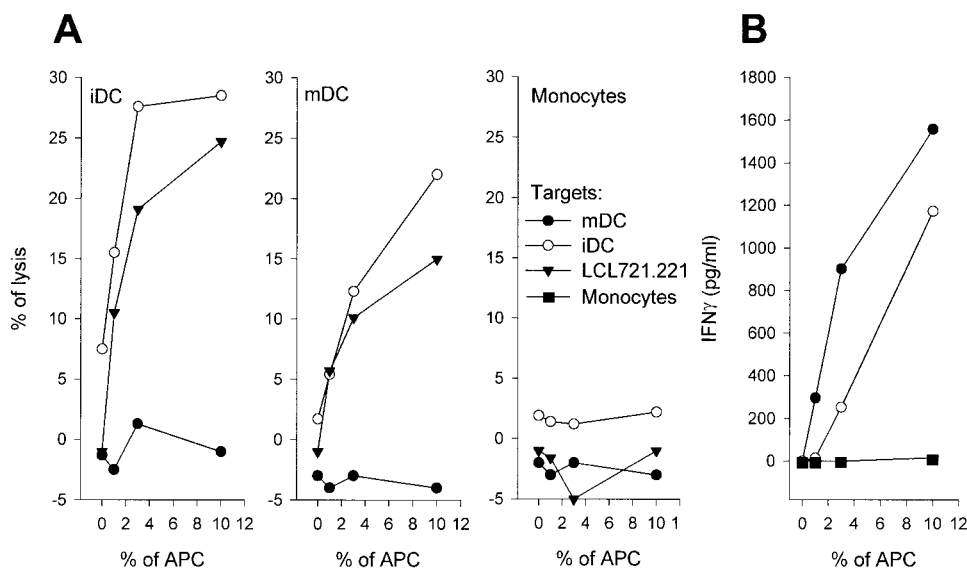 A
B
iDC
mDC
Monocytes
% of lysis
30
25
20
15
10
5
0
-5
0 2 4 6 8 10 12
% of APC
30
25
20
15
10
5
0
-5
0 2 4 6 8 10 12
% of APC
30
25
20
15
10
5
0
-5
Targets:
mDC
iDC
LCL721.221
Monocytes
0 2 4 6 8 10 1
% of APC
IFNγ (pg/ml)
1800
1600
1400
1200
1000
800
600
400
200
0
0 2 4 6 8 10 12
% of APC